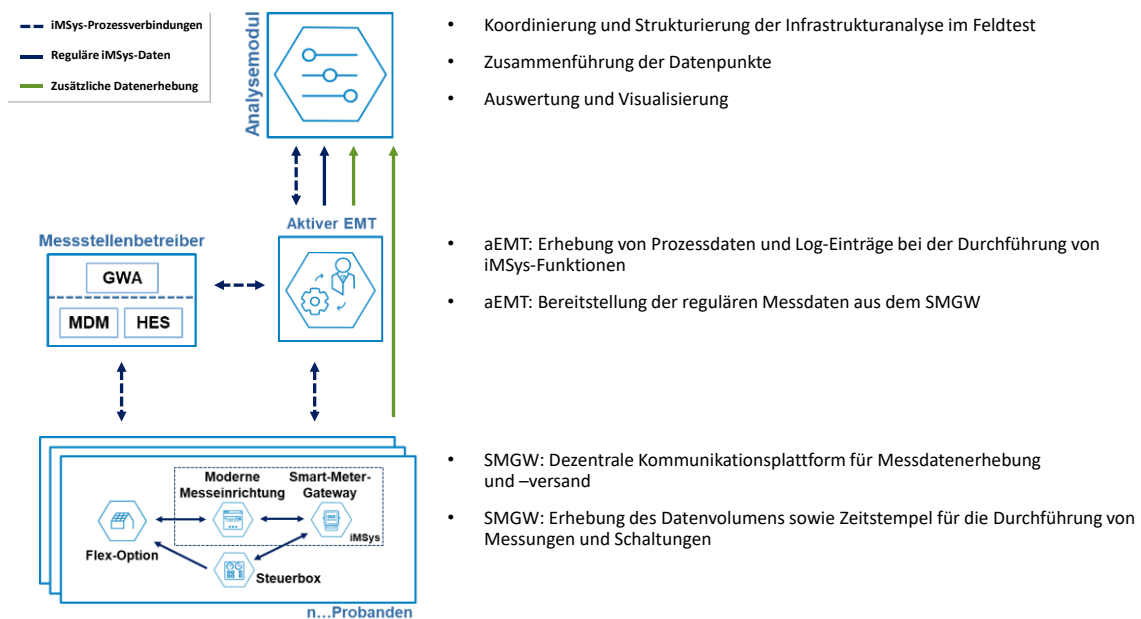 iMSys-Prozessverbindungen
Reguläre iMSys-Daten
Zusätzliche Datenerhebung
Analysemodul
• Koordinierung und Strukturierung der Infrastrukturanalyse im Feldtest
• Zusammenführung der Datenpunkte
• Auswertung und Visualisierung
Messstellenbetreiber
GWA
MDM
HES
Aktiver EMT
• aEMT: Erhebung von Prozessdaten und Log-Einträge bei der Durchführung von
iMSys-Funktionen
• aEMT: Bereitstellung der regulären Messdaten aus dem SMGW
Moderne
Messeinrichtung
Smart-Meter-
Gateway
iMSys
Flex-Option
Steuerbox
n...Probanden
• SMGW: Dezentrale Kommunikationsplattform für Messdatenerhebung
und –versand
• SMGW: Erhebung des Datenvolumens sowie Zeitstempel für die Durchführung von
Messungen und Schaltungen